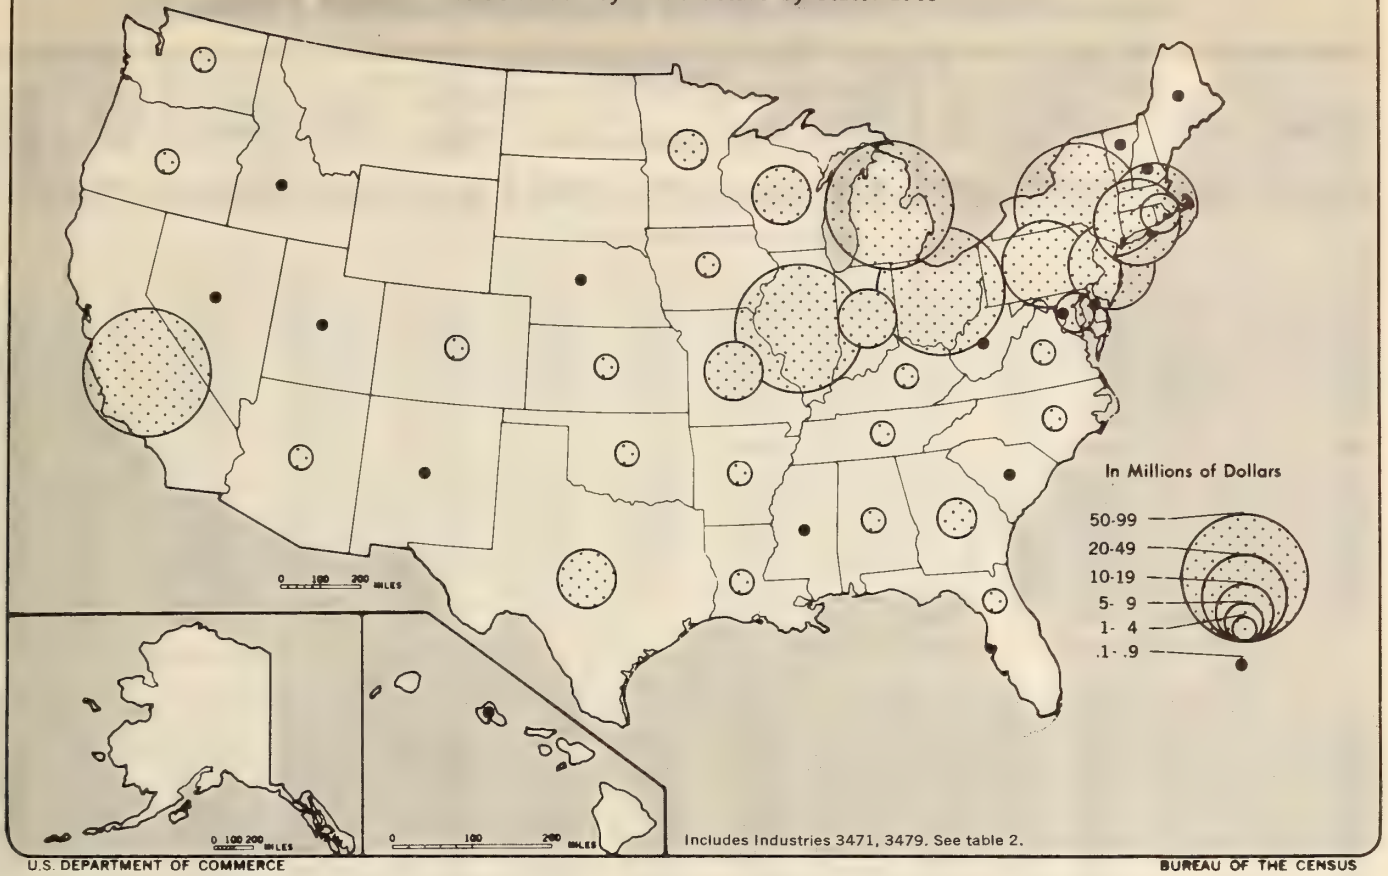 In Millions of Dollars
50-99
20-49
10-19
5- 9
1- 4
.1- .9
0 100 200 MILES
0 100 200 MILES
0 100 200 MILES
Includes Industries 3471, 3479. See table 2.
U.S. DEPARTMENT OF COMMERCE
BUREAU OF THE CENSUS